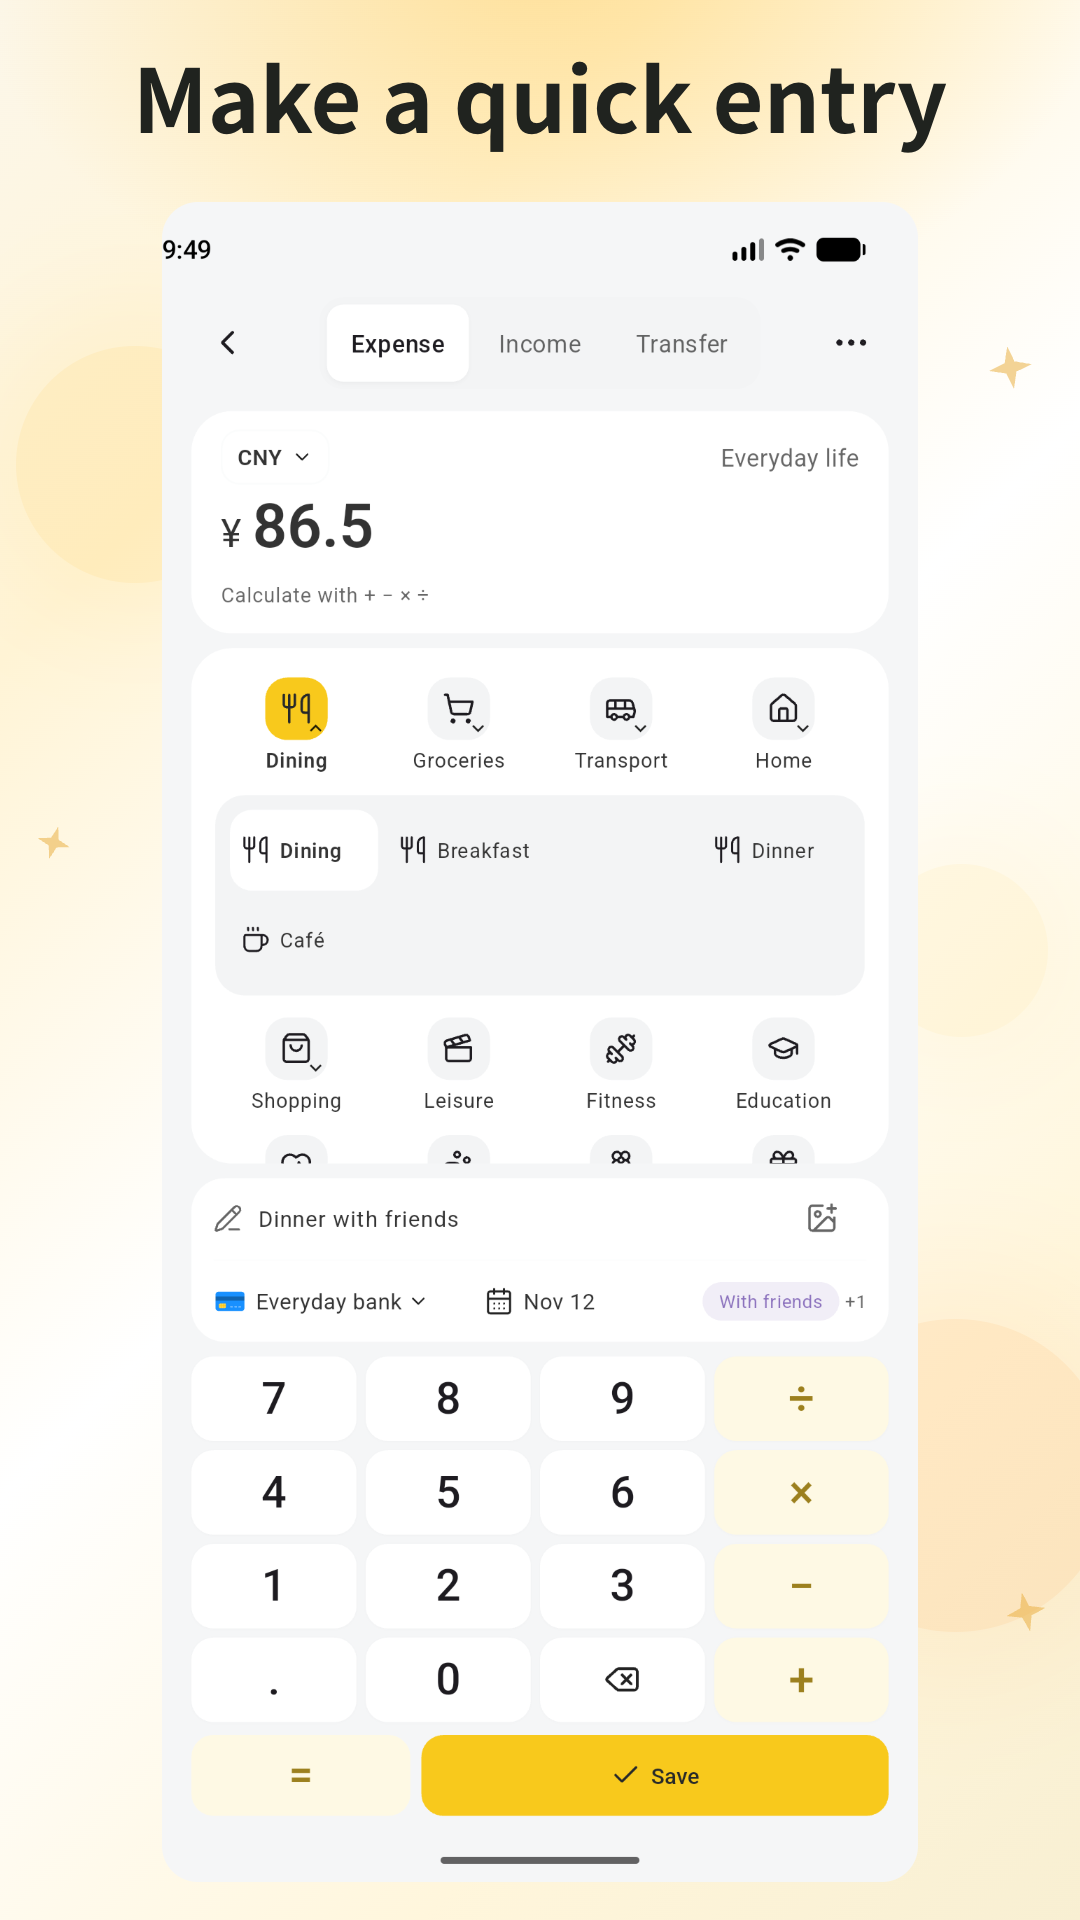 Make a quick entry
9:49
Expense Income Transfer
CNY Everyday life
¥ 86.5
Calculate with + − × ÷
Dining Groceries Transport Home
Dining Breakfast Dinner
Café
Shopping Leisure Fitness Education
Dinner with friends
Everyday bank Nov 12 With friends +1
7 8 9 ÷
4 5 6 ×
1 2 3 −
. 0 +
= Save